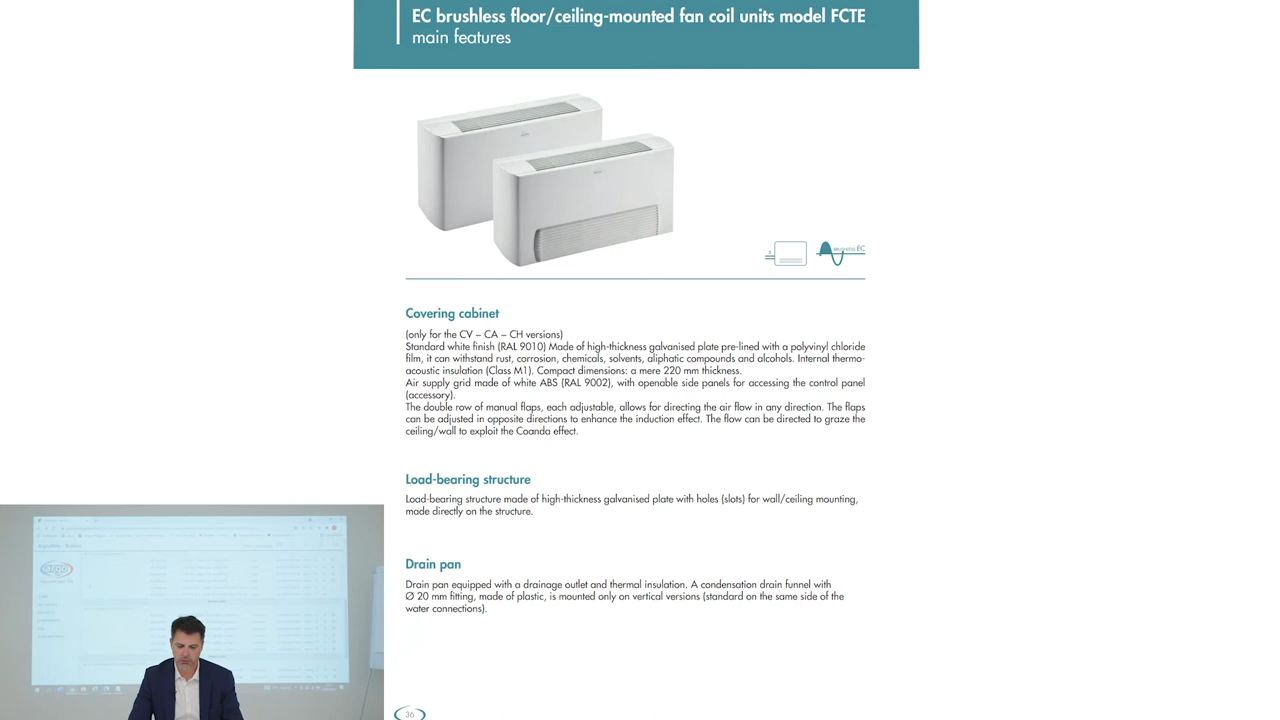 EC brushless floor/ceiling-mounted fan coil units model FCTE
main features
BRUSHLESS EC
Covering cabinet
(only for the CV – CA – CH versions)
Standard white finish (RAL 9010) Made of high-thickness galvanised plate pre-lined with a polyvinyl chloride
film, it can withstand rust, corrosion, chemicals, solvents, aliphatic compounds and alcohols. Internal thermo-
acoustic insulation (Class M1). Compact dimensions: a mere 220 mm thickness.
Air supply grid made of white ABS (RAL 9002), with openable side panels for accessing the control panel
(accessory).
The double row of manual flaps, each adjustable, allows for directing the air flow in any direction. The flaps
can be adjusted in opposite directions to enhance the induction effect. The flow can be directed to graze the
ceiling/wall to exploit the Coanda effect.
Load-bearing structure
Load-bearing structure made of high-thickness galvanised plate with holes (slots) for wall/ceiling mounting,
made directly on the structure.
Drain pan
Drain pan equipped with a drainage outlet and thermal insulation. A condensation drain funnel with
Ø 20 mm fitting, made of plastic, is mounted only on vertical versions (standard on the same side of the
water connections).
argo
36